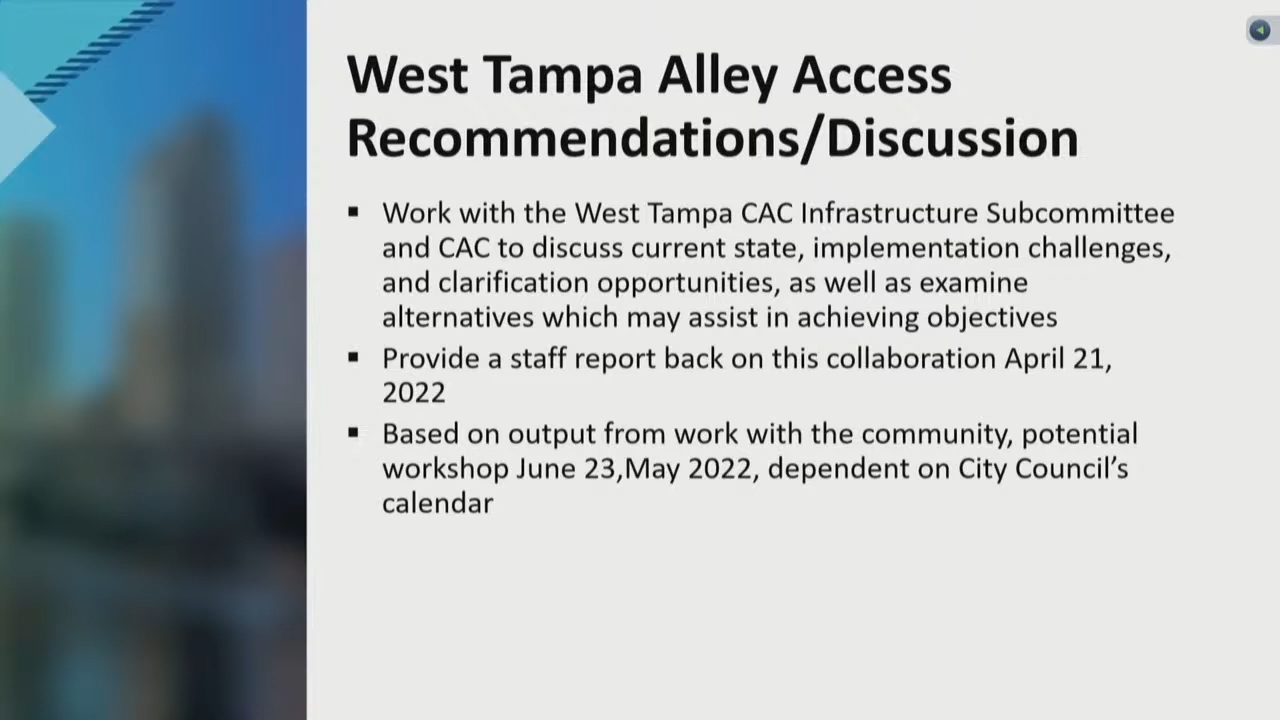 West Tampa Alley Access
Recommendations/Discussion
▪ Work with the West Tampa CAC Infrastructure Subcommittee
and CAC to discuss current state, implementation challenges,
and clarification opportunities, as well as examine
alternatives which may assist in achieving objectives
▪ Provide a staff report back on this collaboration April 21,
2022
▪ Based on output from work with the community, potential
workshop June 23,May 2022, dependent on City Council’s
calendar